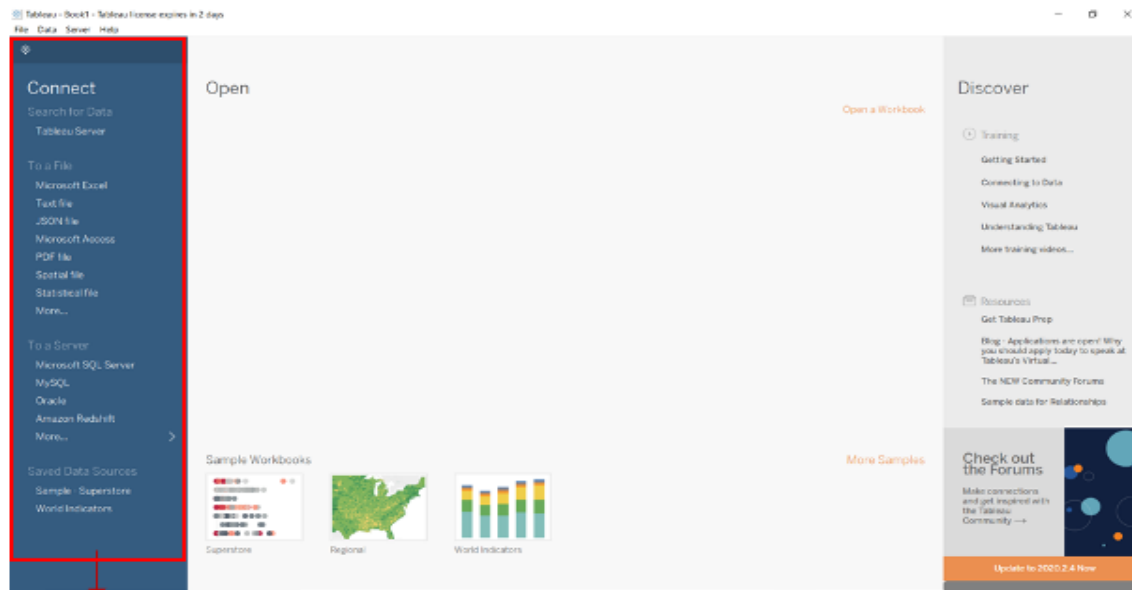 Tableau - Book1 - Tableau license expires in 2 days
File Data Server Help
Connect
Search for Data
Tableau Server
To a File
Microsoft Excel
Text file
JSON file
Microsoft Access
PDF file
Spatial file
Statistical file
More...
To a Server
Microsoft SQL Server
MySQL
Oracle
Amazon Redshift
More...
Saved Data Sources
Sample - Superstore
World Indicators
Open
Open a Workbook
Sample Workbooks
More Samples
Superstore
Regional
World Indicators
Discover
Training
Getting Started
Connecting to Data
Visual Analytics
Understanding Tableau
More training videos...
Resources
Get Tableau Prep
Blog - Applications are open! Why
you should apply today to speak at
Tableau's Virtual...
The NEW Community Forums
Sample data for Relationships
Check out
the Forums
Make connections
and get inspired with
the Tableau
Community →
Update to 2020.2.4 Now